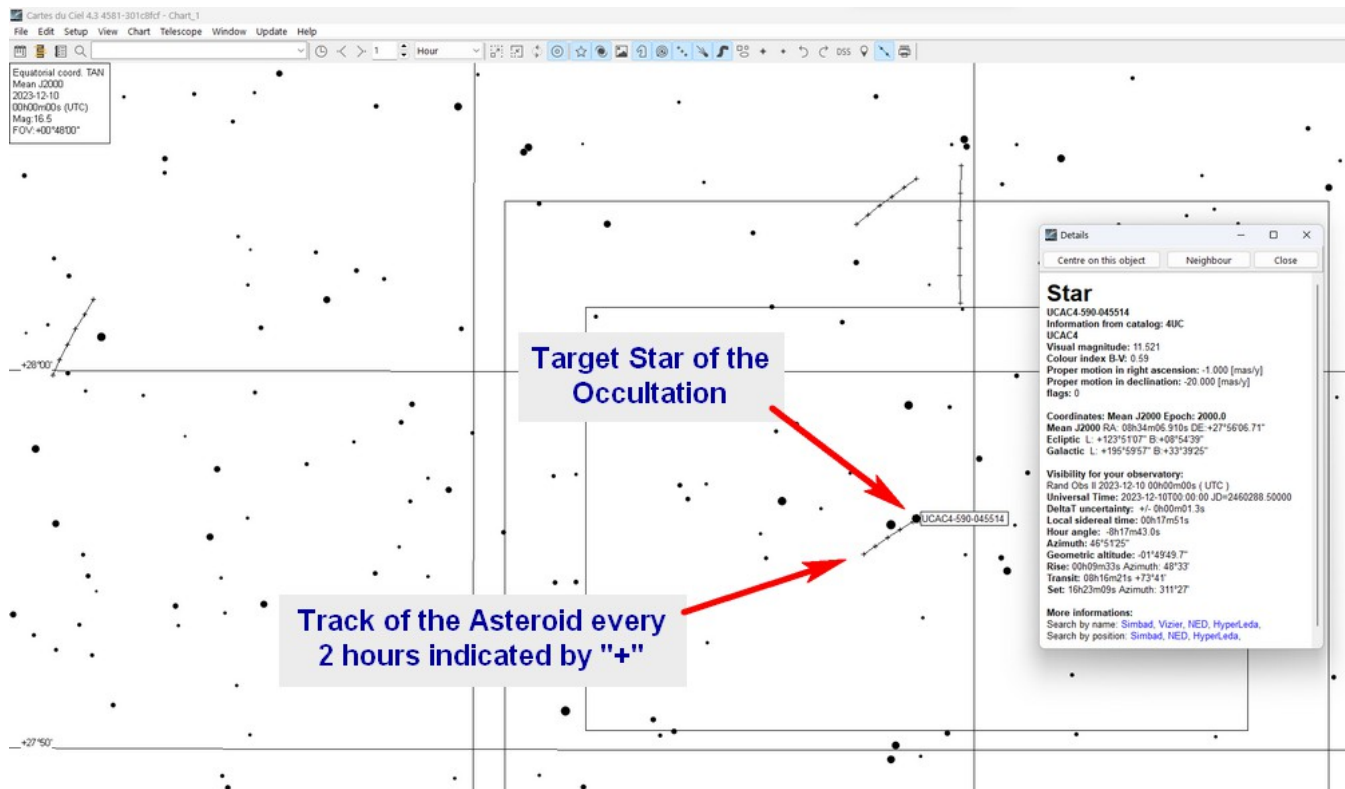 Cartes du Ciel 4.3 4581-301c8fcf - Chart_1
File Edit Setup View Chart Telescope Window Update Help
1 Hour DSS
Equatorial coord. TAN
Mean J2000
2023-12-10
00h00m00s (UTC)
Mag:16.5
FOV:+00°48'00"
+28°00'
Target Star of the
Occultation
UCAC4-590-045514
Track of the Asteroid every
2 hours indicated by "+"
+27°50'
Details
Centre on this object Neighbour Close
Star
UCAC4-590-045514
Information from catalog: 4UC
UCAC4
Visual magnitude: 11.521
Colour index B-V: 0.59
Proper motion in right ascension: -1.000 [mas/y]
Proper motion in declination: -20.000 [mas/y]
flags: 0
Coordinates: Mean J2000 Epoch: 2000.0
Mean J2000 RA: 08h34m06.910s DE:+27°56'06.71"
Ecliptic L: +123°51'07" B:+08°54'39"
Galactic L: +195°59'57" B:+33°39'25"
Visibility for your observatory:
Rand Obs II 2023-12-10 00h00m00s ( UTC )
Universal Time: 2023-12-10T00:00:00 JD=2460288.50000
DeltaT uncertainty: +/- 0h00m01.3s
Local sidereal time: 00h17m51s
Hour angle: -8h17m43.0s
Azimuth: 46°51'25"
Geometric altitude: -01°49'49.7"
Rise: 00h09m33s Azimuth: 48°33'
Transit: 08h16m21s +73°41'
Set: 16h23m09s Azimuth: 311°27'
More informations:
Search by name: Simbad, Vizier, NED, HyperLeda,
Search by position: Simbad, NED, HyperLeda,